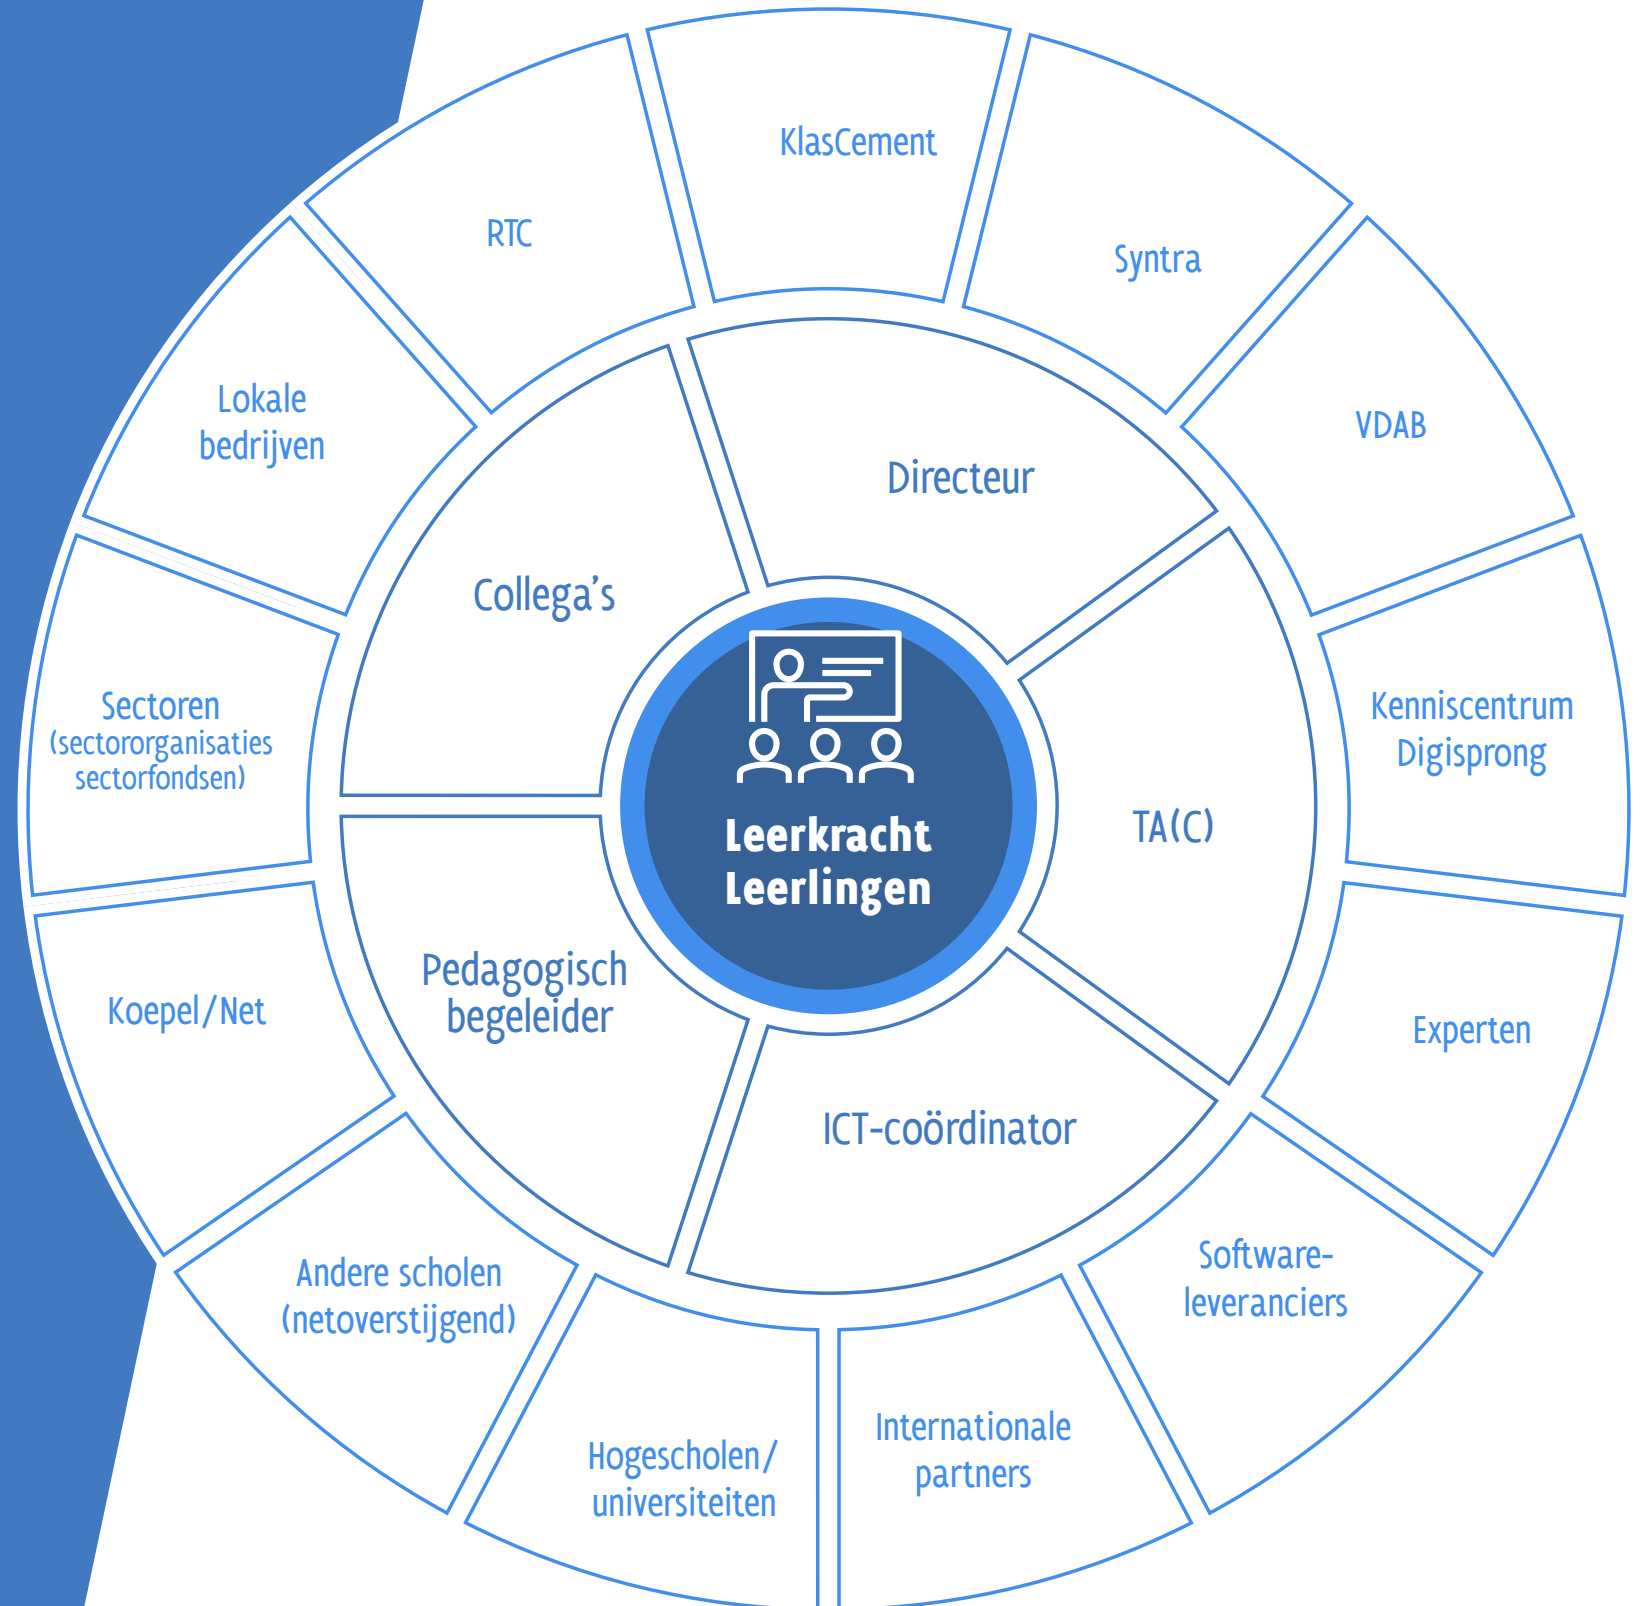 KlasCement
RTC
Syntra
Lokale
bedrijven
VDAB
Directeur
Collega’s
Sectoren
(sectororganisaties
sectorfondsen)
Kenniscentrum
Digisprong
TA(C)
Leerkracht
Leerlingen
Pedagogisch
begeleider
Koepel/Net
Experten
ICT-coördinator
Andere scholen
(netoverstijgend)
Software-
leveranciers
Hogescholen/
universiteiten
Internationale
partners